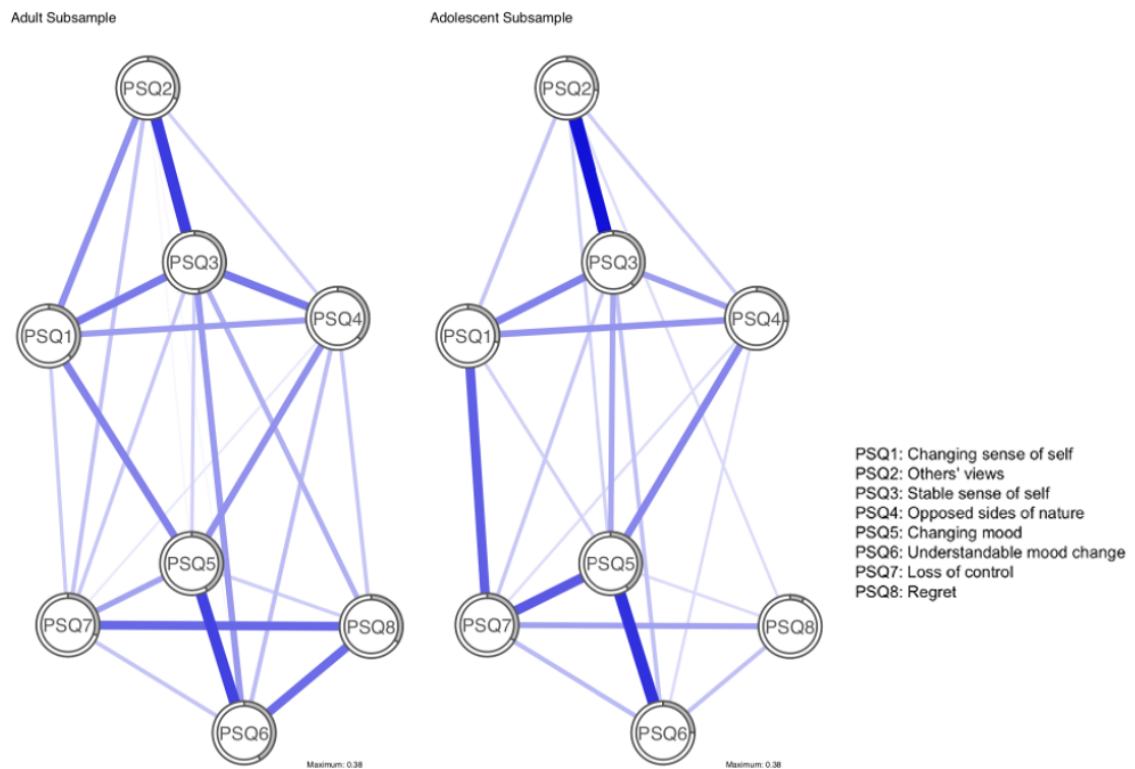 Adult Subsample
PSQ2
PSQ3
PSQ1
PSQ4
PSQ5
PSQ7
PSQ8
PSQ6
Maximum: 0.38
Adolescent Subsample
PSQ2
PSQ3
PSQ1
PSQ4
PSQ5
PSQ7
PSQ8
PSQ6
Maximum: 0.38
PSQ1: Changing sense of self
PSQ2: Others' views
PSQ3: Stable sense of self
PSQ4: Opposed sides of nature
PSQ5: Changing mood
PSQ6: Understandable mood change
PSQ7: Loss of control
PSQ8: Regret